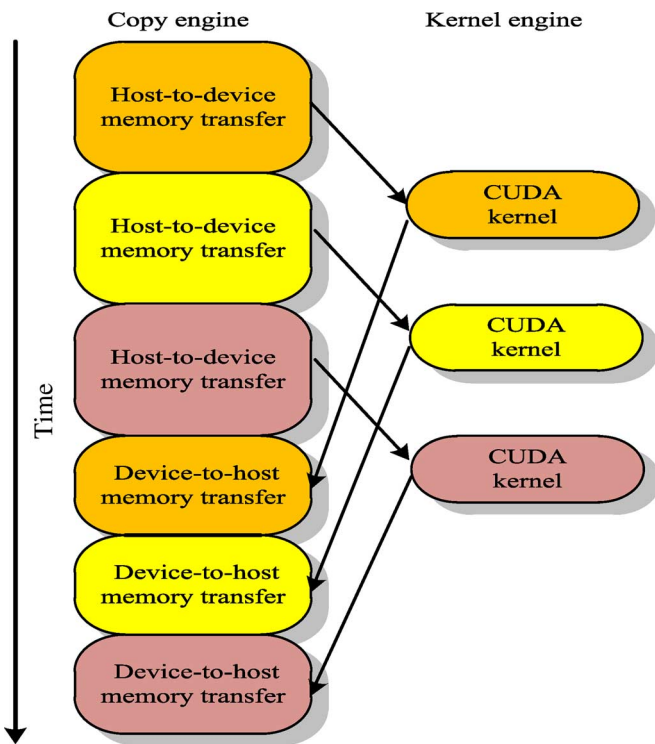 Copy engine
Kernel engine
Time
Host-to-device
memory transfer
CUDA
kernel
Host-to-device
memory transfer
CUDA
kernel
Host-to-device
memory transfer
CUDA
kernel
Device-to-host
memory transfer
Device-to-host
memory transfer
Device-to-host
memory transfer